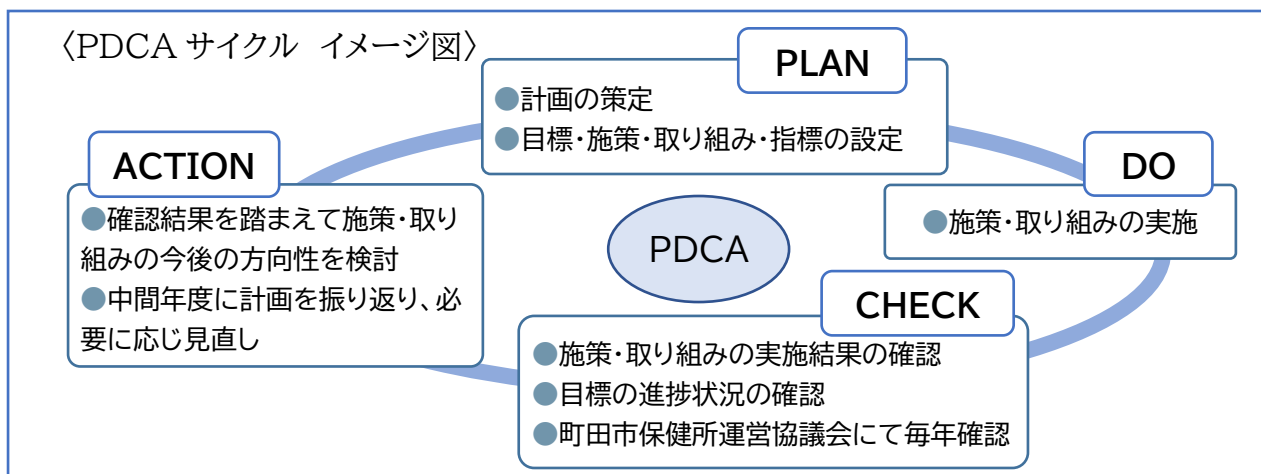 〈PDCA サイクル イメージ図〉
PLAN
●計画の策定
●目標・施策・取り組み・指標の設定
DO
●施策・取り組みの実施
CHECK
●施策・取り組みの実施結果の確認
●目標の進捗状況の確認
●町田市保健所運営協議会にて毎年確認
ACTION
●確認結果を踏まえて施策・取り
組みの今後の方向性を検討
●中間年度に計画を振り返り、必
要に応じ見直し
PDCA